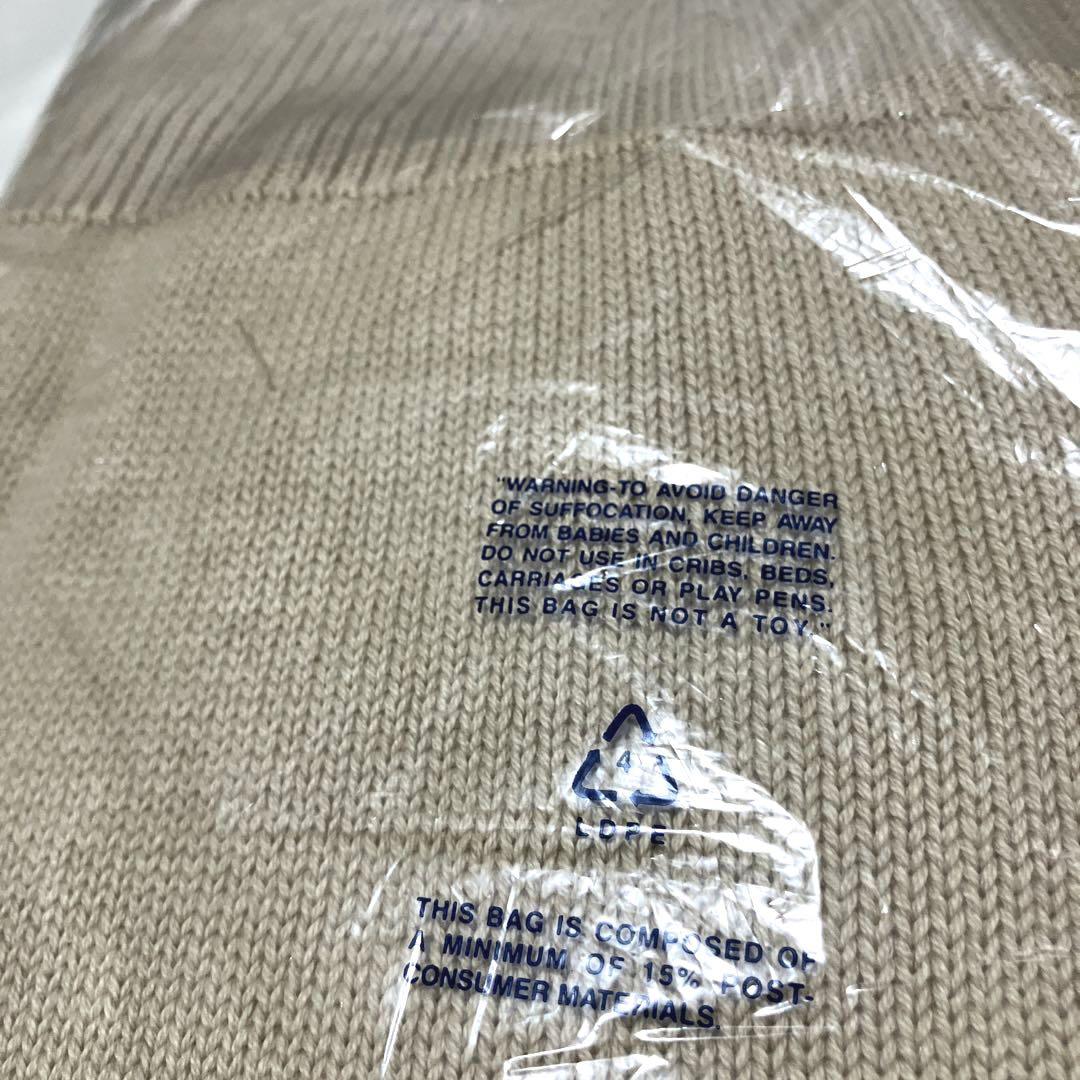 "WARNING-TO AVOID DANGER
OF SUFFOCATION, KEEP AWAY
FROM BABIES AND CHILDREN.
DO NOT USE IN CRIBS, BEDS,
CARRIAGES OR PLAY PENS.
THIS BAG IS NOT A TOY."
4
LDPE
THIS BAG IS COMPOSED OF
A MINIMUM OF 15% POST-
CONSUMER MATERIALS.